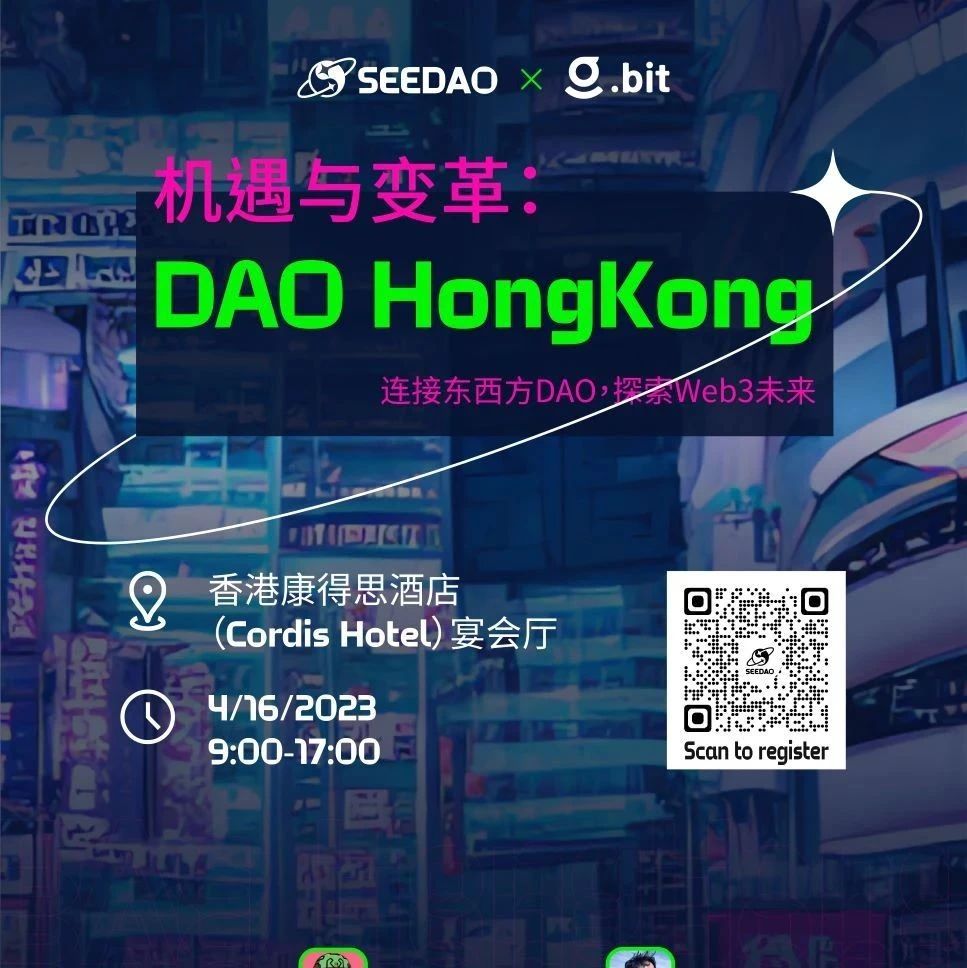 SEEDAO × .bit
机遇与变革：
DAO HongKong
连接东西方DAO，探索Web3未来
香港康得思酒店
（Cordis Hotel）宴会厅
4/16/2023
9:00-17:00
SEEDAO
Scan to register